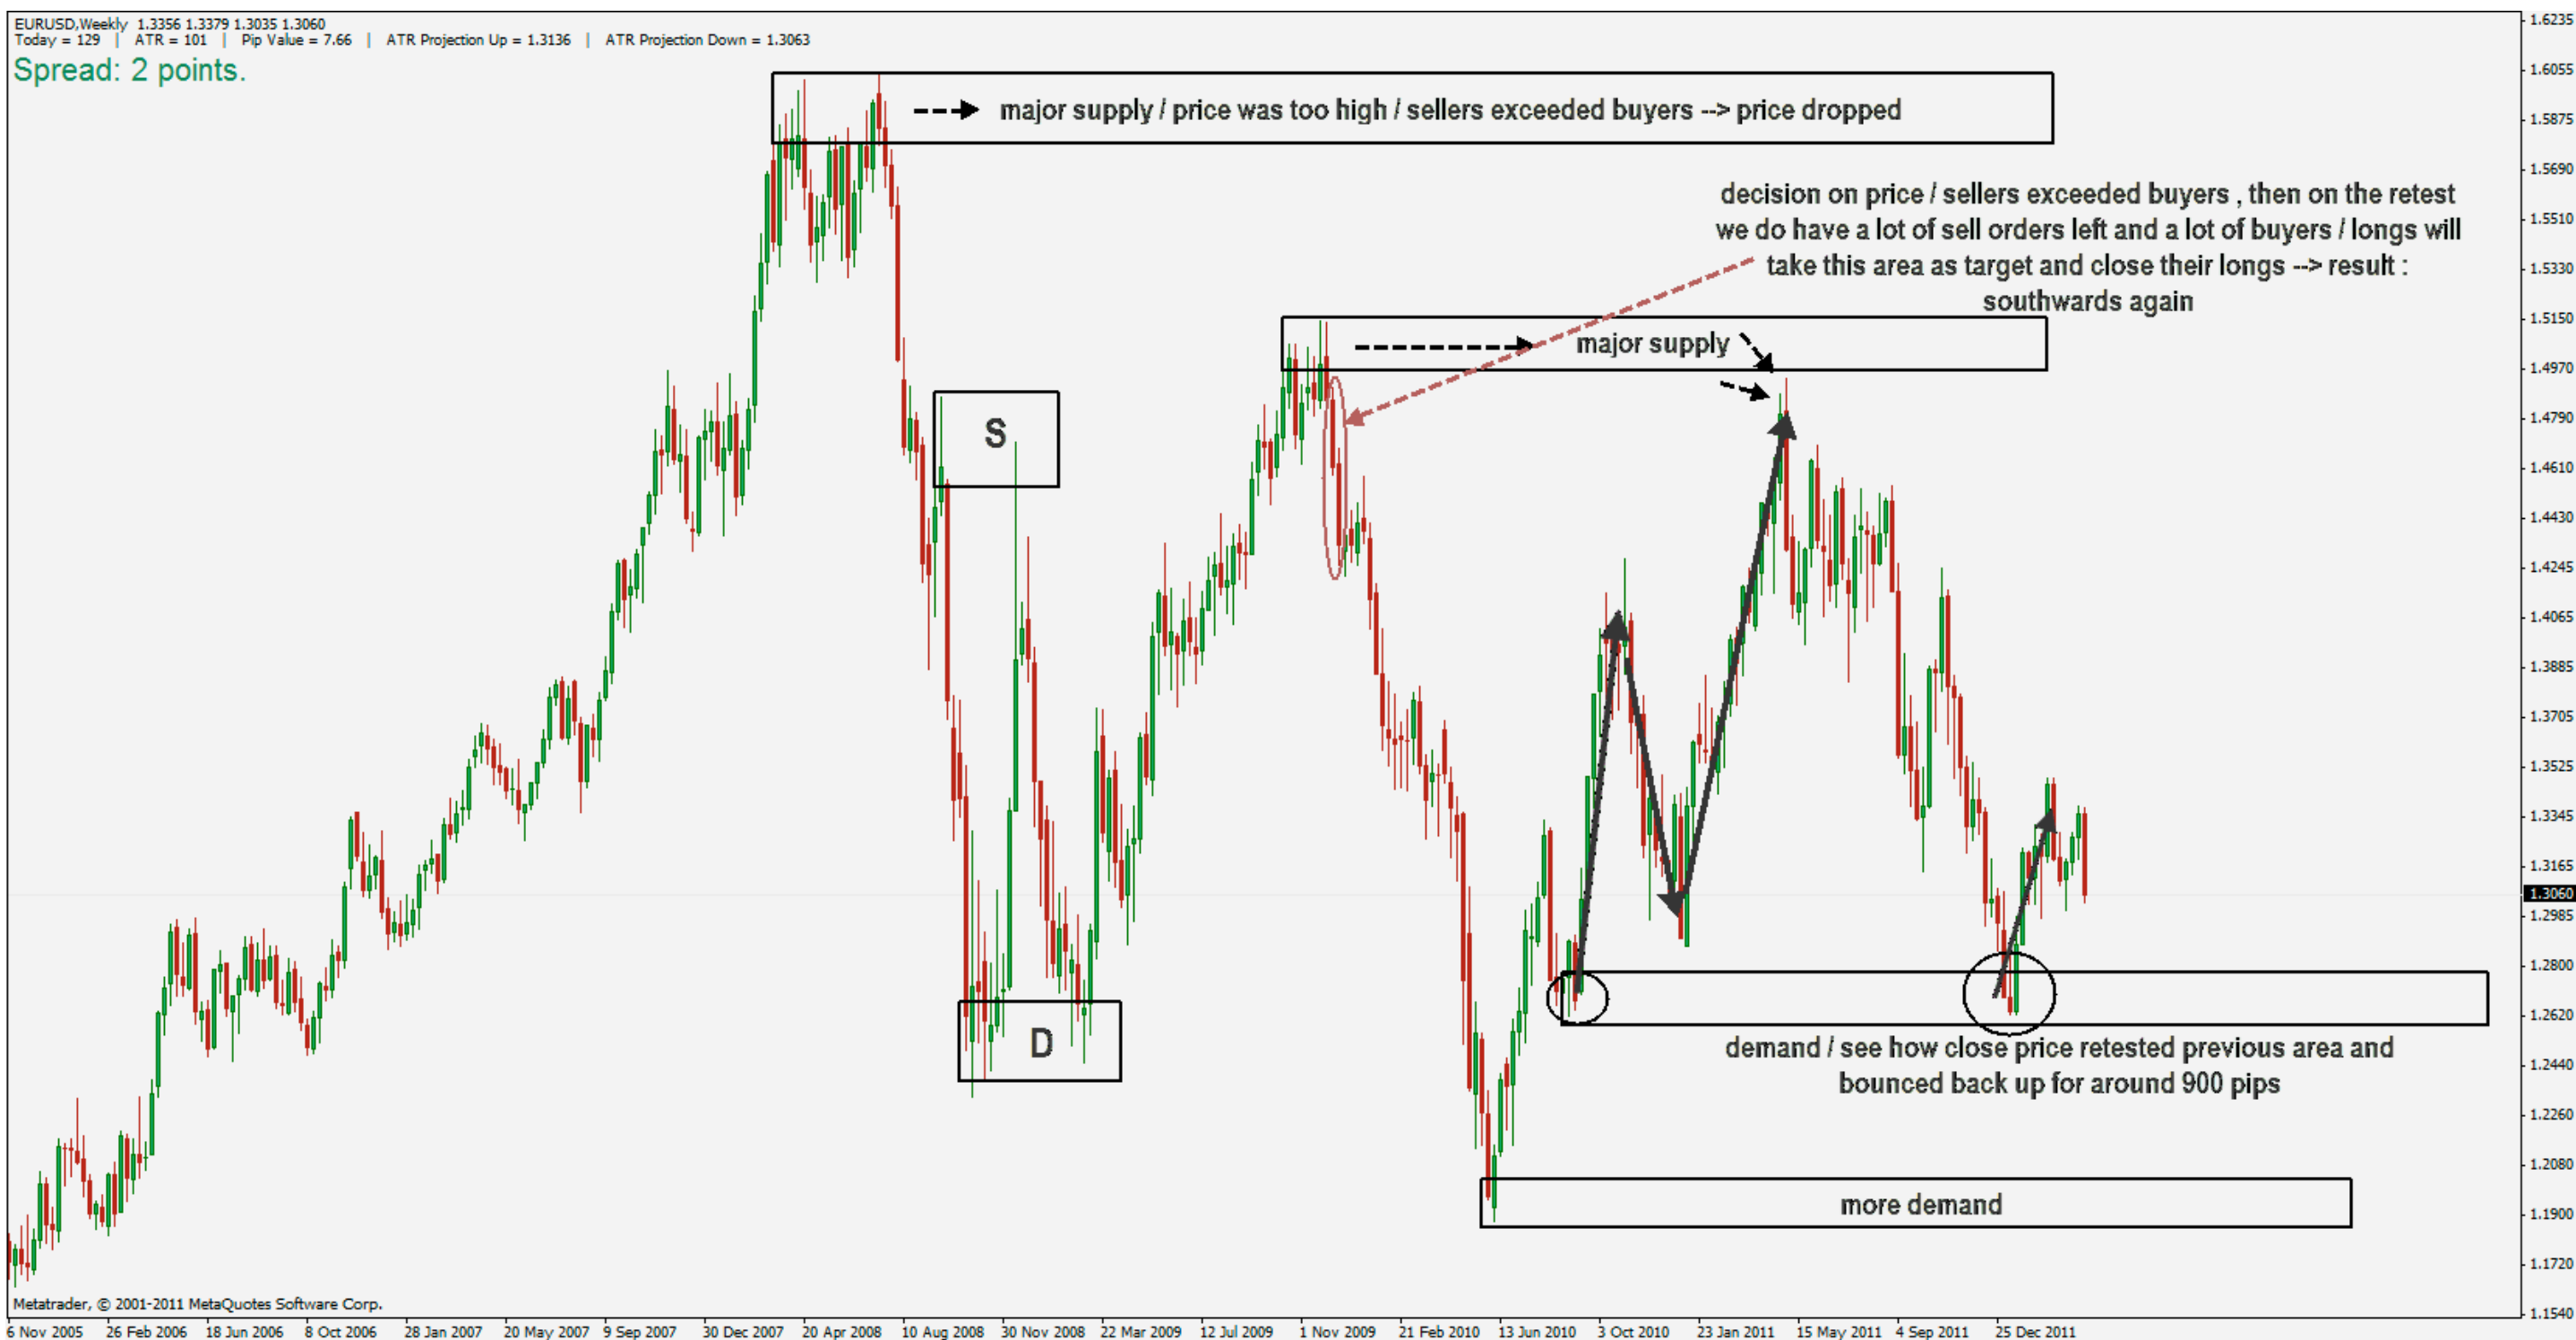 EURUSD,Weekly 1.3356 1.3379 1.3035 1.3060
Today = 129 | ATR = 101 | Pip Value = 7.66 | ATR Projection Up = 1.3136 | ATR Projection Down = 1.3063
Spread: 2 points.
major supply / price was too high / sellers exceeded buyers --> price dropped
decision on price / sellers exceeded buyers , then on the retest
we do have a lot of sell orders left and a lot of buyers / longs will
take this area as target and close their longs --> result :
southwards again
major supply
S
D
demand / see how close price retested previous area and
bounced back up for around 900 pips
more demand
1.6235
1.6055
1.5875
1.5690
1.5510
1.5330
1.5150
1.4970
1.4790
1.4610
1.4430
1.4245
1.4065
1.3885
1.3705
1.3525
1.3345
1.3165
1.3060
1.2985
1.2800
1.2620
1.2440
1.2260
1.2080
1.1900
1.1720
1.1540
Metatrader, © 2001-2011 MetaQuotes Software Corp.
6 Nov 2005 26 Feb 2006 18 Jun 2006 8 Oct 2006 28 Jan 2007 20 May 2007 9 Sep 2007 30 Dec 2007 20 Apr 2008 10 Aug 2008 30 Nov 2008 22 Mar 2009 12 Jul 2009 1 Nov 2009 21 Feb 2010 13 Jun 2010 3 Oct 2010 23 Jan 2011 15 May 2011 4 Sep 2011 25 Dec 2011